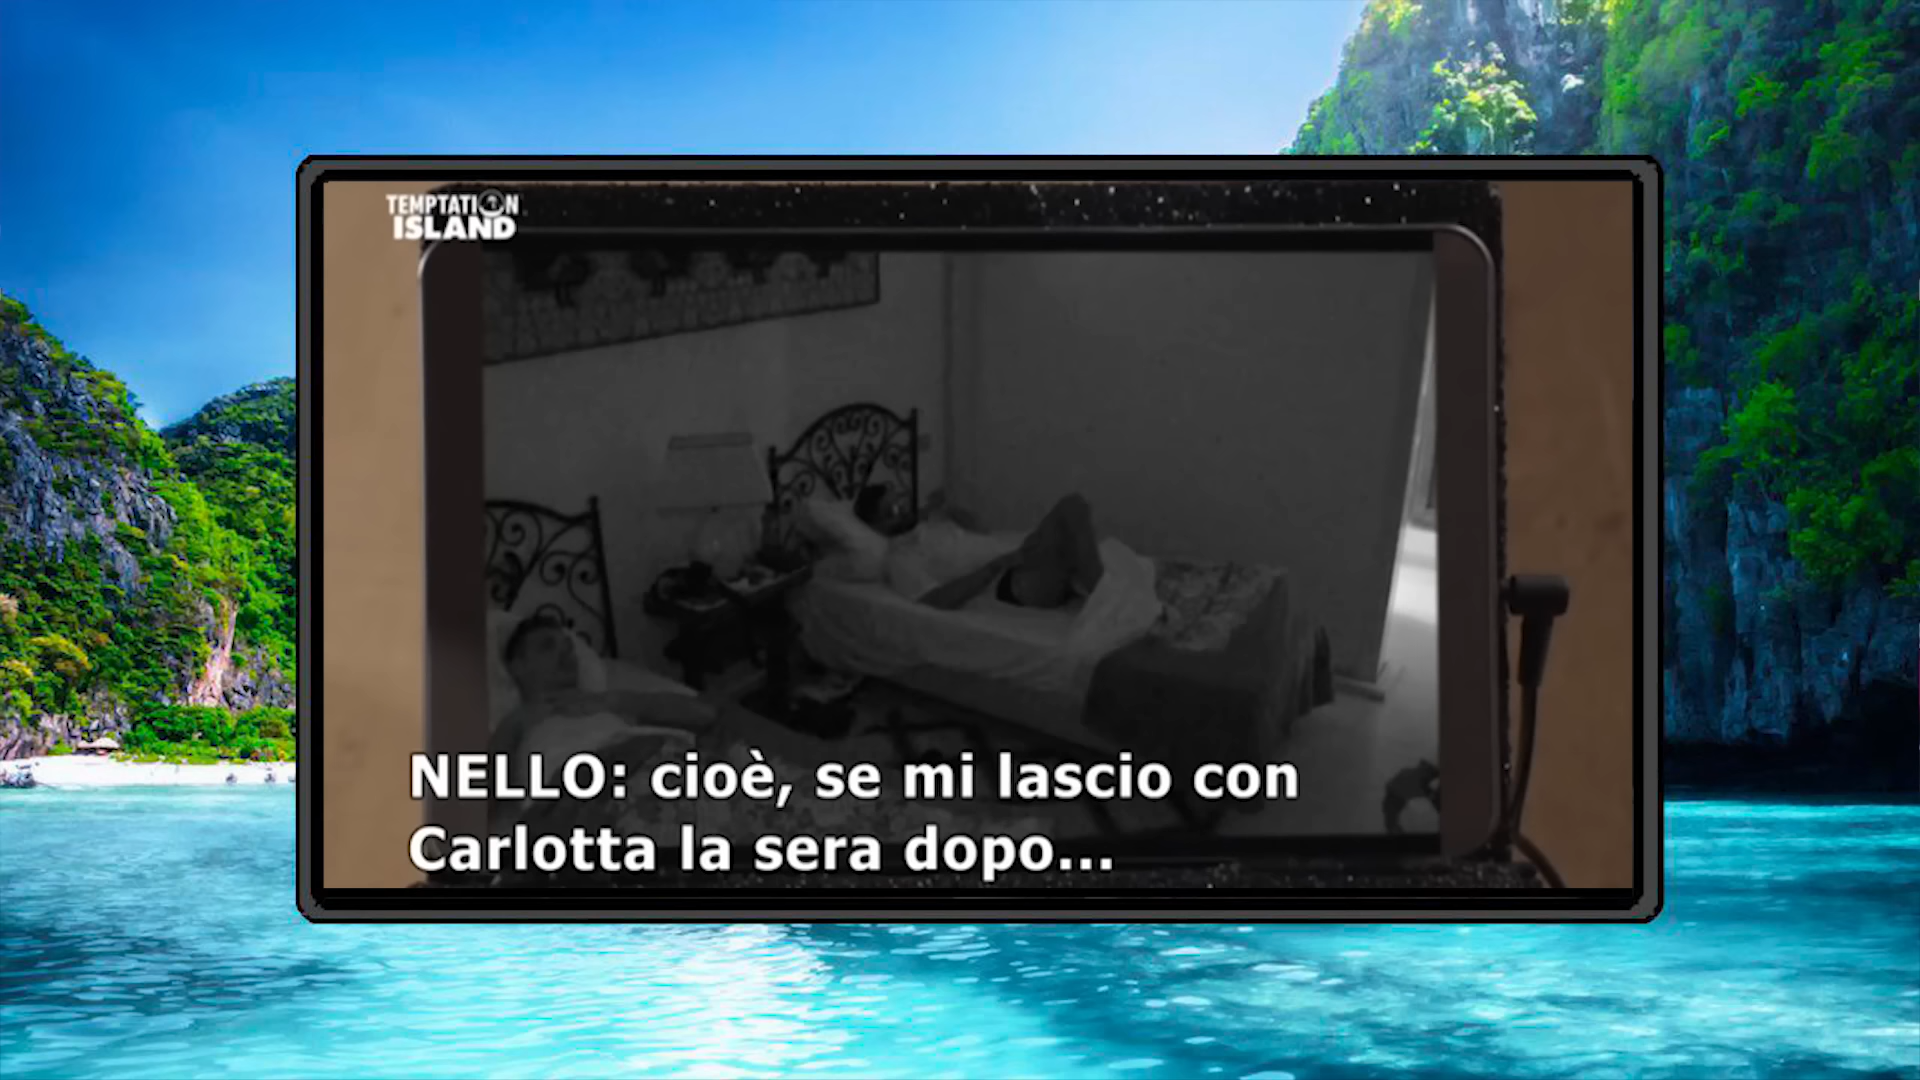 TEMPTATION
ISLAND
NELLO: cioè, se mi lascio con
Carlotta la sera dopo...